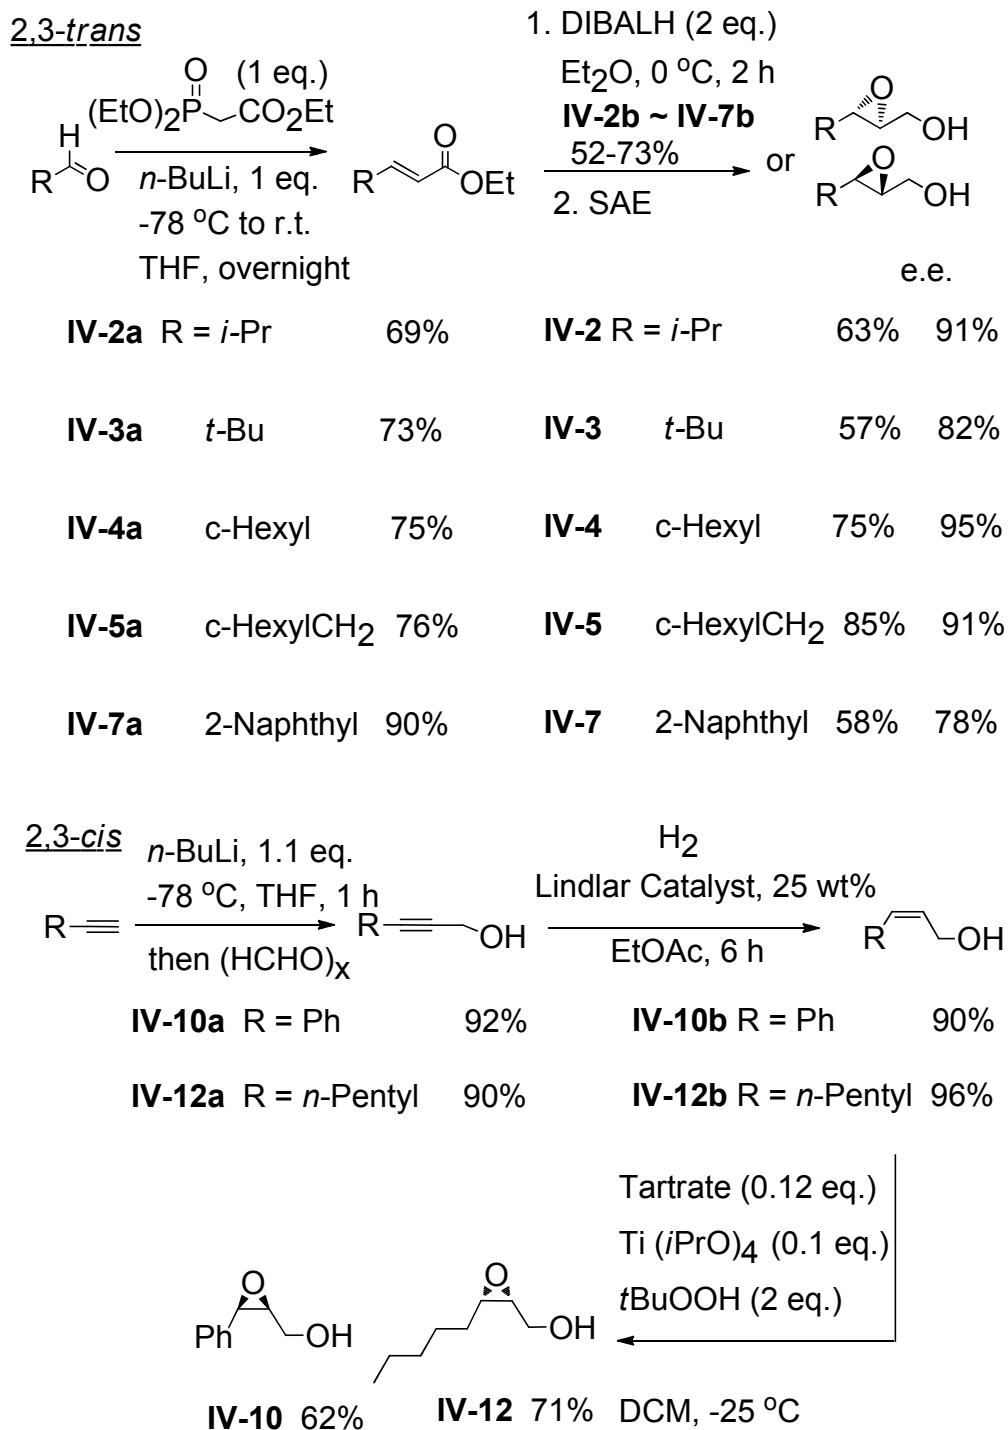 2,3-trans
O
(1 eq.)
(EtO)2P CO2Et
H
R O
n-BuLi, 1 eq.
-78 oC to r.t.
THF, overnight
O
R OEt
1. DIBALH (2 eq.)
Et2O, 0 oC, 2 h
IV-2b ~ IV-7b
52-73%
2. SAE
or
O
R OH
O
R OH
e.e.
IV-2a R = i-Pr 69% IV-2 R = i-Pr 63% 91%
IV-3a t-Bu 73% IV-3 t-Bu 57% 82%
IV-4a c-Hexyl 75% IV-4 c-Hexyl 75% 95%
IV-5a c-HexylCH2 76% IV-5 c-HexylCH2 85% 91%
IV-7a 2-Naphthyl 90% IV-7 2-Naphthyl 58% 78%
2,3-cis
n-BuLi, 1.1 eq.
-78 oC, THF, 1 h
R
then (HCHO)x
R OH
H2
Lindlar Catalyst, 25 wt%
EtOAc, 6 h
R OH
IV-10a R = Ph 92% IV-10b R = Ph 90%
IV-12a R = n-Pentyl 90% IV-12b R = n-Pentyl 96%
Tartrate (0.12 eq.)
Ti (iPrO)4 (0.1 eq.)
tBuOOH (2 eq.)
DCM, -25 oC
O
Ph OH
IV-10 62%
O
OH
IV-12 71%